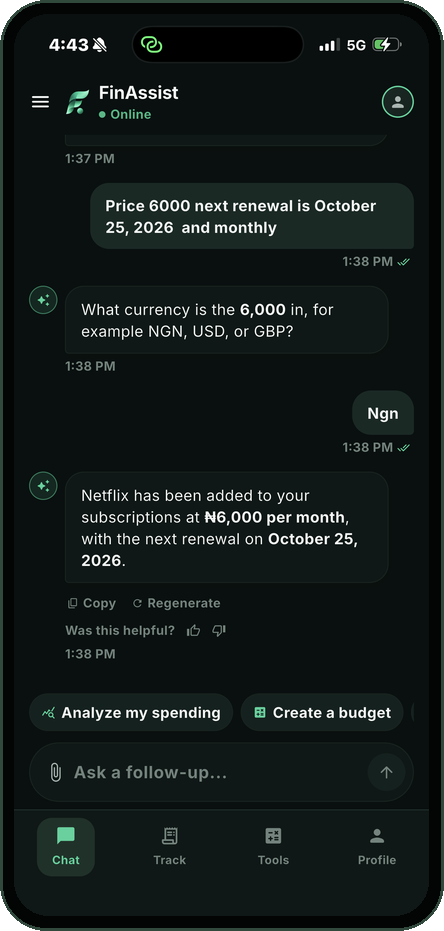 4:43
5G
FinAssist
Online
1:37 PM
Price 6000 next renewal is October
25, 2026  and monthly
1:38 PM
What currency is the 6,000 in, for
example NGN, USD, or GBP?
1:38 PM
Ngn
1:38 PM
Netflix has been added to your
subscriptions at ₦6,000 per month,
with the next renewal on October 25,
2026.
Copy Regenerate
Was this helpful?
1:38 PM
Analyze my spending Create a budget
Ask a follow-up...
Chat Track Tools Profile